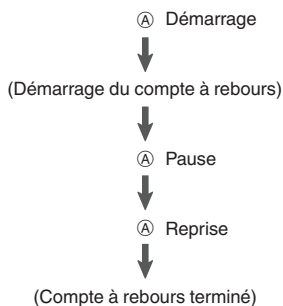 Ⓐ Démarrage
(Démarrage du compte à rebours)
Ⓐ Pause
Ⓐ Reprise
(Compte à rebours terminé)